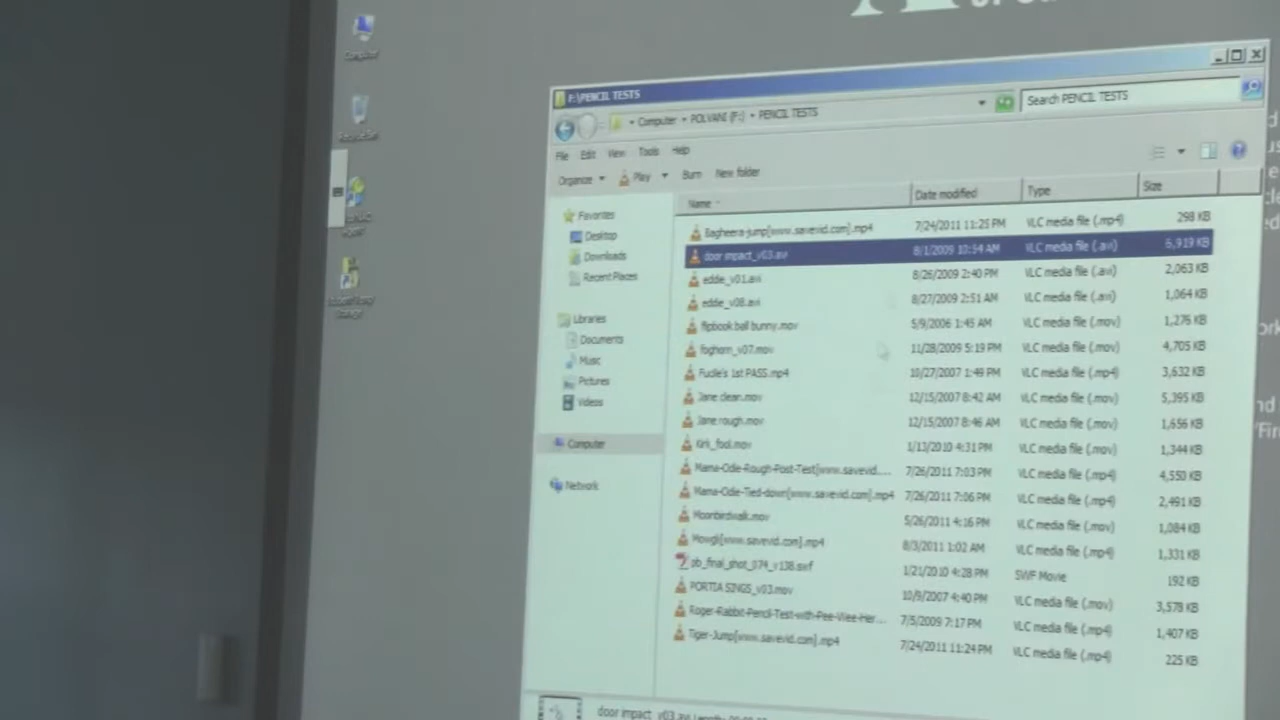 Computer
F:\PENCIL TESTS
Computer POLVANI (F:) PENCIL TESTS
Search PENCIL TESTS
File Edit View Tools Help
Organize Play Burn New folder
Name Date modified Type Size
Favorites
Desktop
Downloads
Recent Places
Libraries
Documents
Music
Pictures
Videos
Computer
Network
Bagheera-jump[www.savevid.com].mp4 7/24/2011 11:25 PM VLC media file (.mp4) 298 KB
door impact_v03.avi 8/1/2009 10:54 AM VLC media file (.avi) 6,919 KB
eddie_v01.avi 8/26/2009 2:40 PM VLC media file (.avi) 2,063 KB
eddie_v08.avi 8/27/2009 2:51 AM VLC media file (.avi) 1,064 KB
flipbook ball bunny.mov 5/9/2006 1:45 AM VLC media file (.mov) 1,276 KB
foghorn_v07.mov 11/28/2009 5:19 PM VLC media file (.mov) 4,705 KB
Fudie's 1st PASS.mp4 10/27/2007 1:49 PM VLC media file (.mp4) 3,632 KB
Jane clean.mov 12/15/2007 8:42 AM VLC media file (.mov) 5,395 KB
Jane rough.mov 12/15/2007 8:46 AM VLC media file (.mov) 1,656 KB
Kirk_fool.mov 1/13/2010 4:31 PM VLC media file (.mov) 1,344 KB
Mama-Odie-Rough-Post-Test[www.savevid.... 7/26/2011 7:03 PM VLC media file (.mp4) 4,550 KB
Mama-Odie-Tied-down[www.savevid.com].mp4 7/26/2011 7:06 PM VLC media file (.mp4) 2,491 KB
Moonbirdwalk.mov 5/26/2011 4:16 PM VLC media file (.mov) 1,084 KB
Mowgli[www.savevid.com].mp4 8/3/2011 1:02 AM VLC media file (.mp4) 1,331 KB
pb_final_shot_074_v138.swf 1/21/2010 4:28 PM SWF Movie 192 KB
PORTIA SINGS_v03.mov 10/9/2007 4:40 PM VLC media file (.mov) 3,578 KB
Roger-Rabbit-Pencil-Test-with-Pee-Wee-Her... 7/5/2009 7:17 PM VLC media file (.mp4) 1,407 KB
Tiger-Jump[www.savevid.com].mp4 7/24/2011 11:24 PM VLC media file (.mp4) 225 KB
door impact_v03.avi Length: